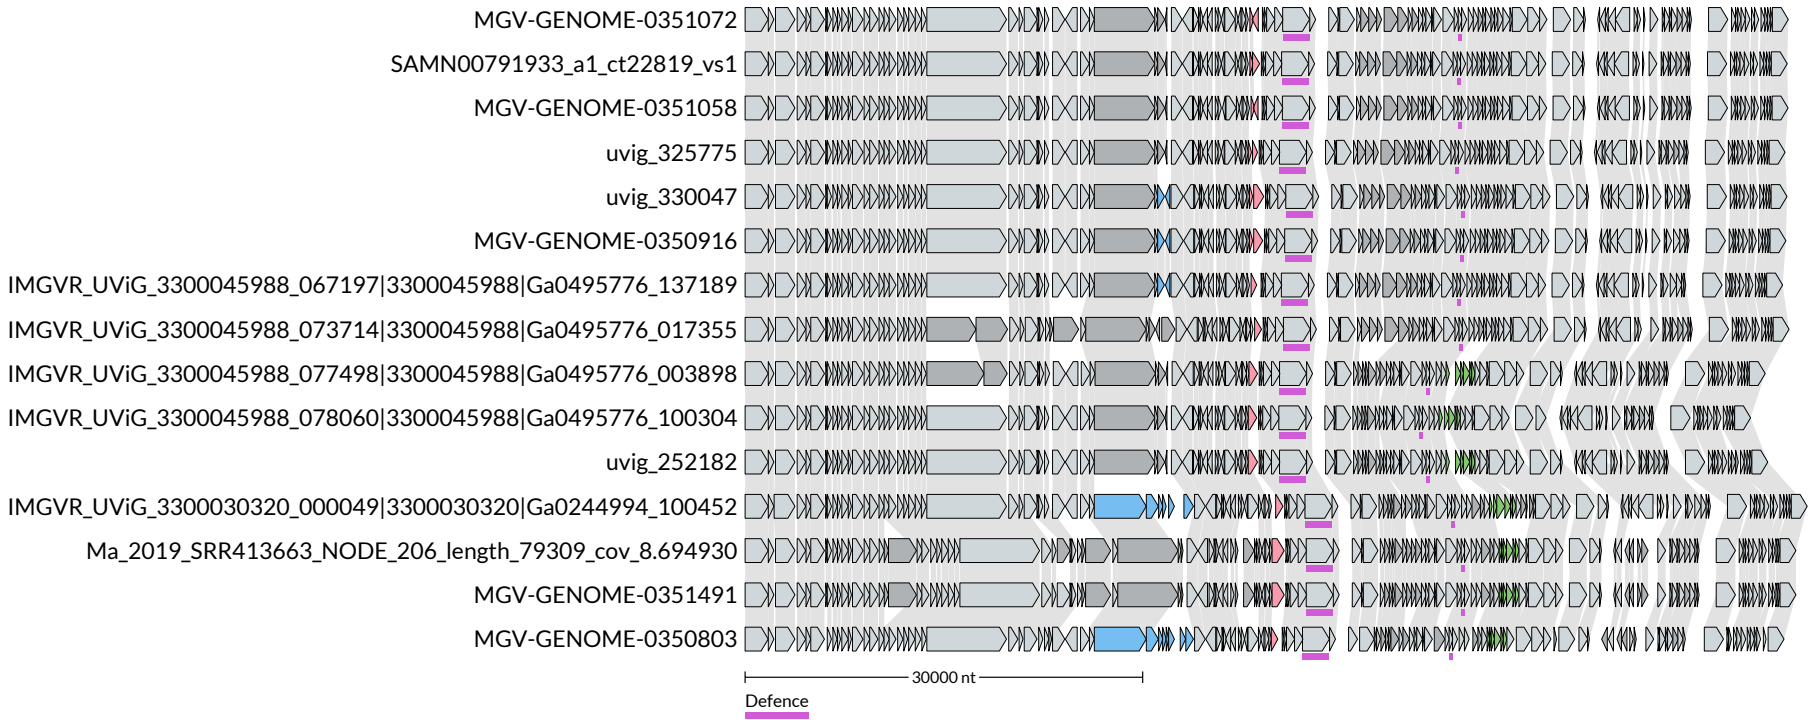 MGV-GENOME-0351072
SAMN00791933_a1_ct22819_vs1
MGV-GENOME-0351058
uvig_325775
uvig_330047
MGV-GENOME-0350916
IMGVR_UViG_3300045988_067197|3300045988|Ga0495776_137189
IMGVR_UViG_3300045988_073714|3300045988|Ga0495776_017355
IMGVR_UViG_3300045988_077498|3300045988|Ga0495776_003898
IMGVR_UViG_3300045988_078060|3300045988|Ga0495776_100304
uvig_252182
IMGVR_UViG_3300030320_000049|3300030320|Ga0244994_100452
Ma_2019_SRR413663_NODE_206_length_79309_cov_8.694930
MGV-GENOME-0351491
MGV-GENOME-0350803
30000 nt
Defence